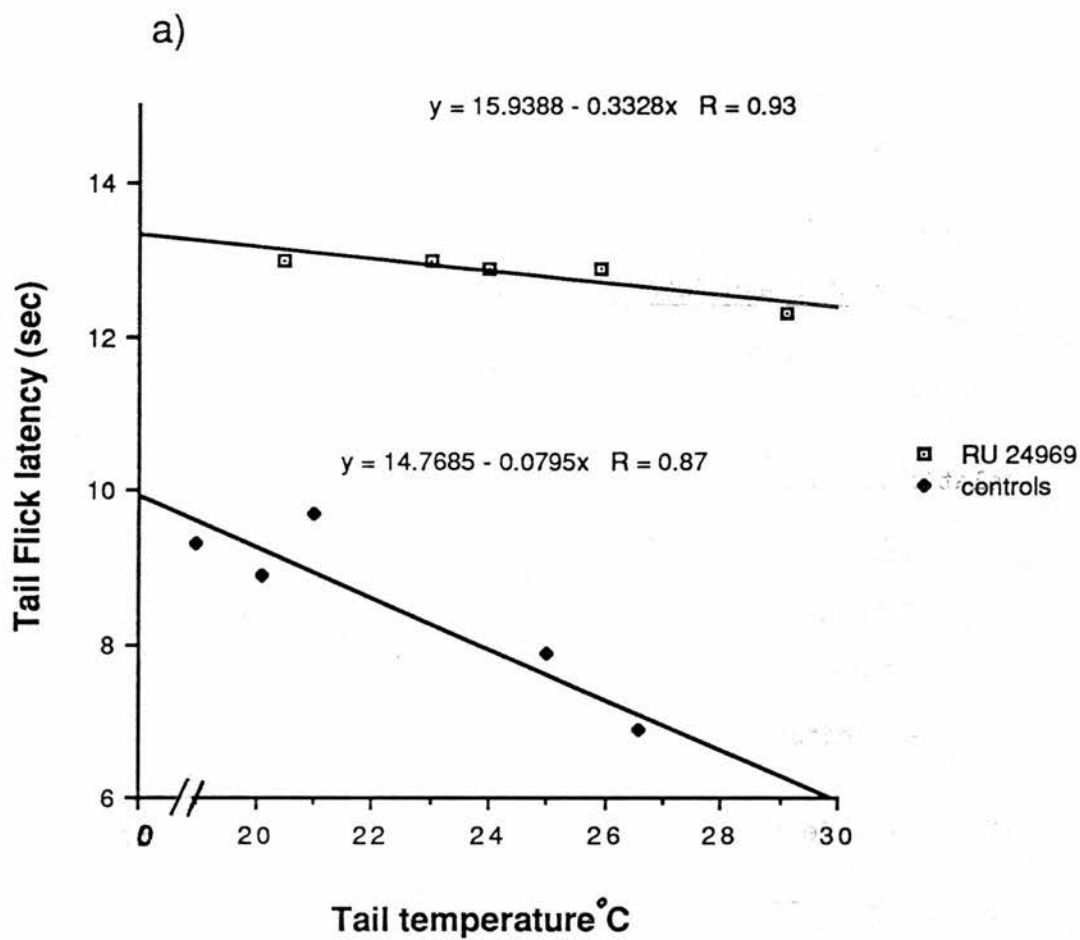 a)
y = 15.9388 - 0.3328x R = 0.93
14
12
10
8
6
y = 14.7685 - 0.0795x R = 0.87
RU 24969
controls
0 20 22 24 26 28 30
Tail temperature°C
Tail Flick latency (sec)